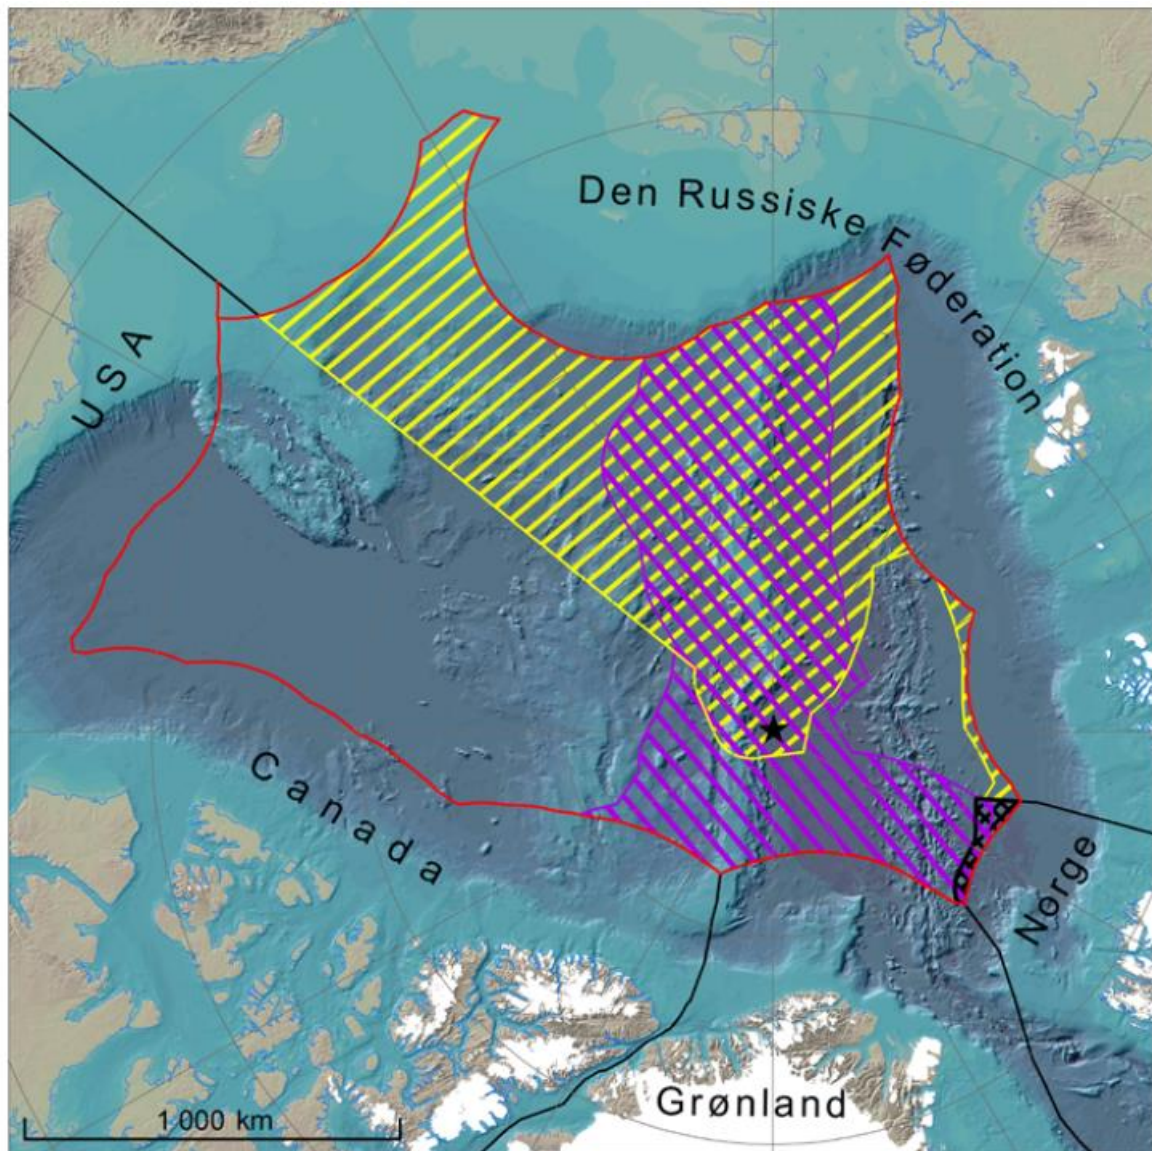 Den Russiske Føderation
USA
Canada
Norge
Grønland
1 000 km